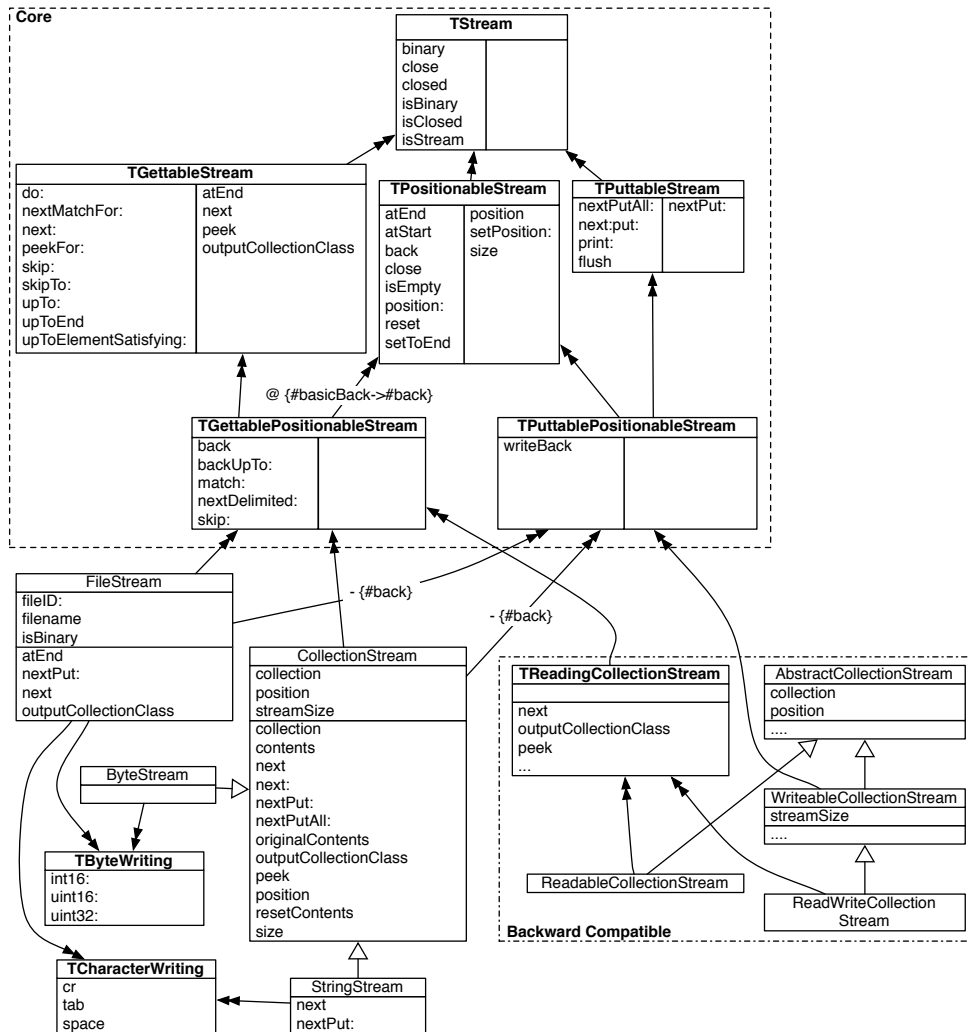 Core
TStream
binary
close
closed
isBinary
isClosed
isStream
TGettableStream
do:
nextMatchFor:
next:
peekFor:
skip:
skipTo:
upTo:
upToEnd
upToElementSatisfying:
atEnd
next
peek
outputCollectionClass
TPositionableStream
atEnd
atStart
back
close
isEmpty
position:
reset
setToEnd
position
setPosition:
size
TPuttableStream
nextPutAll:
next:put:
print:
flush
nextPut:
@ {#basicBack->#back}
TGettablePositionableStream
back
backUpTo:
match:
nextDelimited:
skip:
TPuttablePositionableStream
writeBack
FileStream
fileID:
filename
isBinary
atEnd
nextPut:
next
outputCollectionClass
- {#back}
- {#back}
CollectionStream
collection
position
streamSize
collection
contents
next
next:
nextPut:
nextPutAll:
originalContents
outputCollectionClass
peek
position
resetContents
size
TReadingCollectionStream
next
outputCollectionClass
peek
...
AbstractCollectionStream
collection
position
....
ByteStream
WriteableCollectionStream
streamSize
....
TByteWriting
int16:
uint16:
uint32:
ReadableCollectionStream
ReadWriteCollection
Stream
Backward Compatible
TCharacterWriting
cr
tab
space
StringStream
next
nextPut: